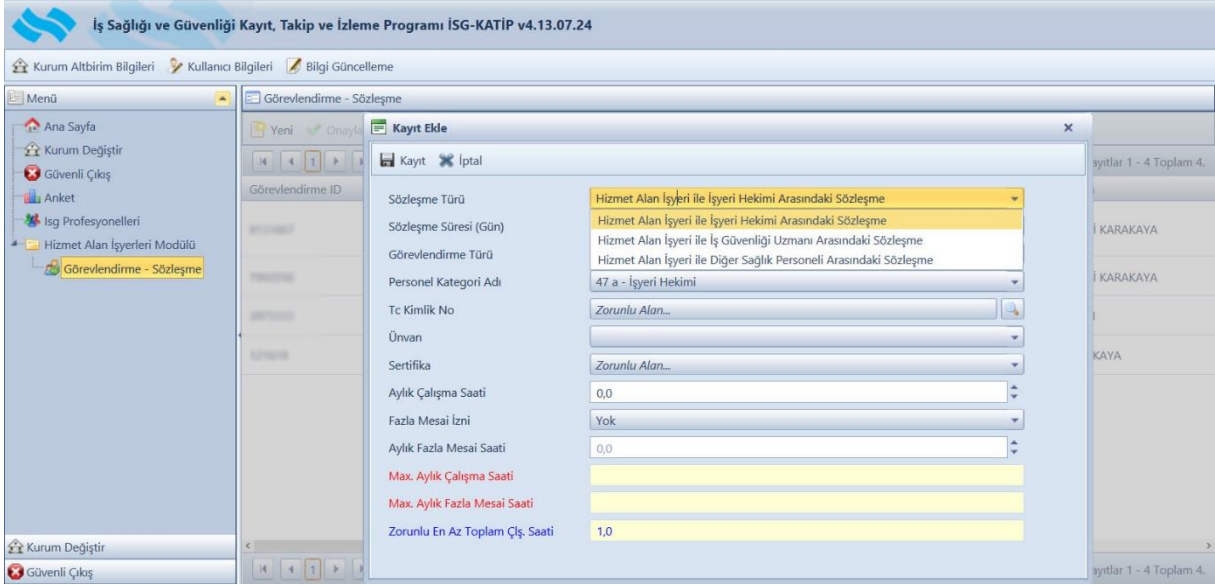 İş Sağlığı ve Güvenliği Kayıt, Takip ve İzleme Programı İSG-KATİP v4.13.07.24
Kurum Altbirim Bilgileri Kullanıcı Bilgileri Bilgi Güncelleme
Menü
Ana Sayfa
Kurum Değiştir
Güvenli Çıkış
Anket
Isg Profesyonelleri
Hizmet Alan İşyerleri Modülü
Görevlendirme - Sözleşme
Kurum Değiştir
Güvenli Çıkış
Görevlendirme - Sözleşme
Yeni
1
Toplam 4.
Görevlendirme ID
KARAKAYA
KARAKAYA
1
Toplam 4.
Kayıt Ekle
Kayıt İptal
Sözleşme Türü Hizmet Alan İşyeri ile İşyeri Hekimi Arasındaki Sözleşme
Hizmet Alan İşyeri ile İşyeri Hekimi Arasındaki Sözleşme
Sözleşme Süresi (Gün)
Hizmet Alan İşyeri ile İş Güvenliği Uzmanı Arasındaki Sözleşme
Görevlendirme Türü
Hizmet Alan İşyeri ile Diğer Sağlık Personeli Arasındaki Sözleşme
Personel Kategori Adı 47 a - İşyeri Hekimi
Tc Kimlik No Zorunlu Alan...
Ünvan
Sertifika Zorunlu Alan...
Aylık Çalışma Saati 0,0
Fazla Mesai İzni Yok
Aylık Fazla Mesai Saati 0,0
Max. Aylık Çalışma Saati
Max. Aylık Fazla Mesai Saati
Zorunlu En Az Toplam Çlş. Saati 1,0